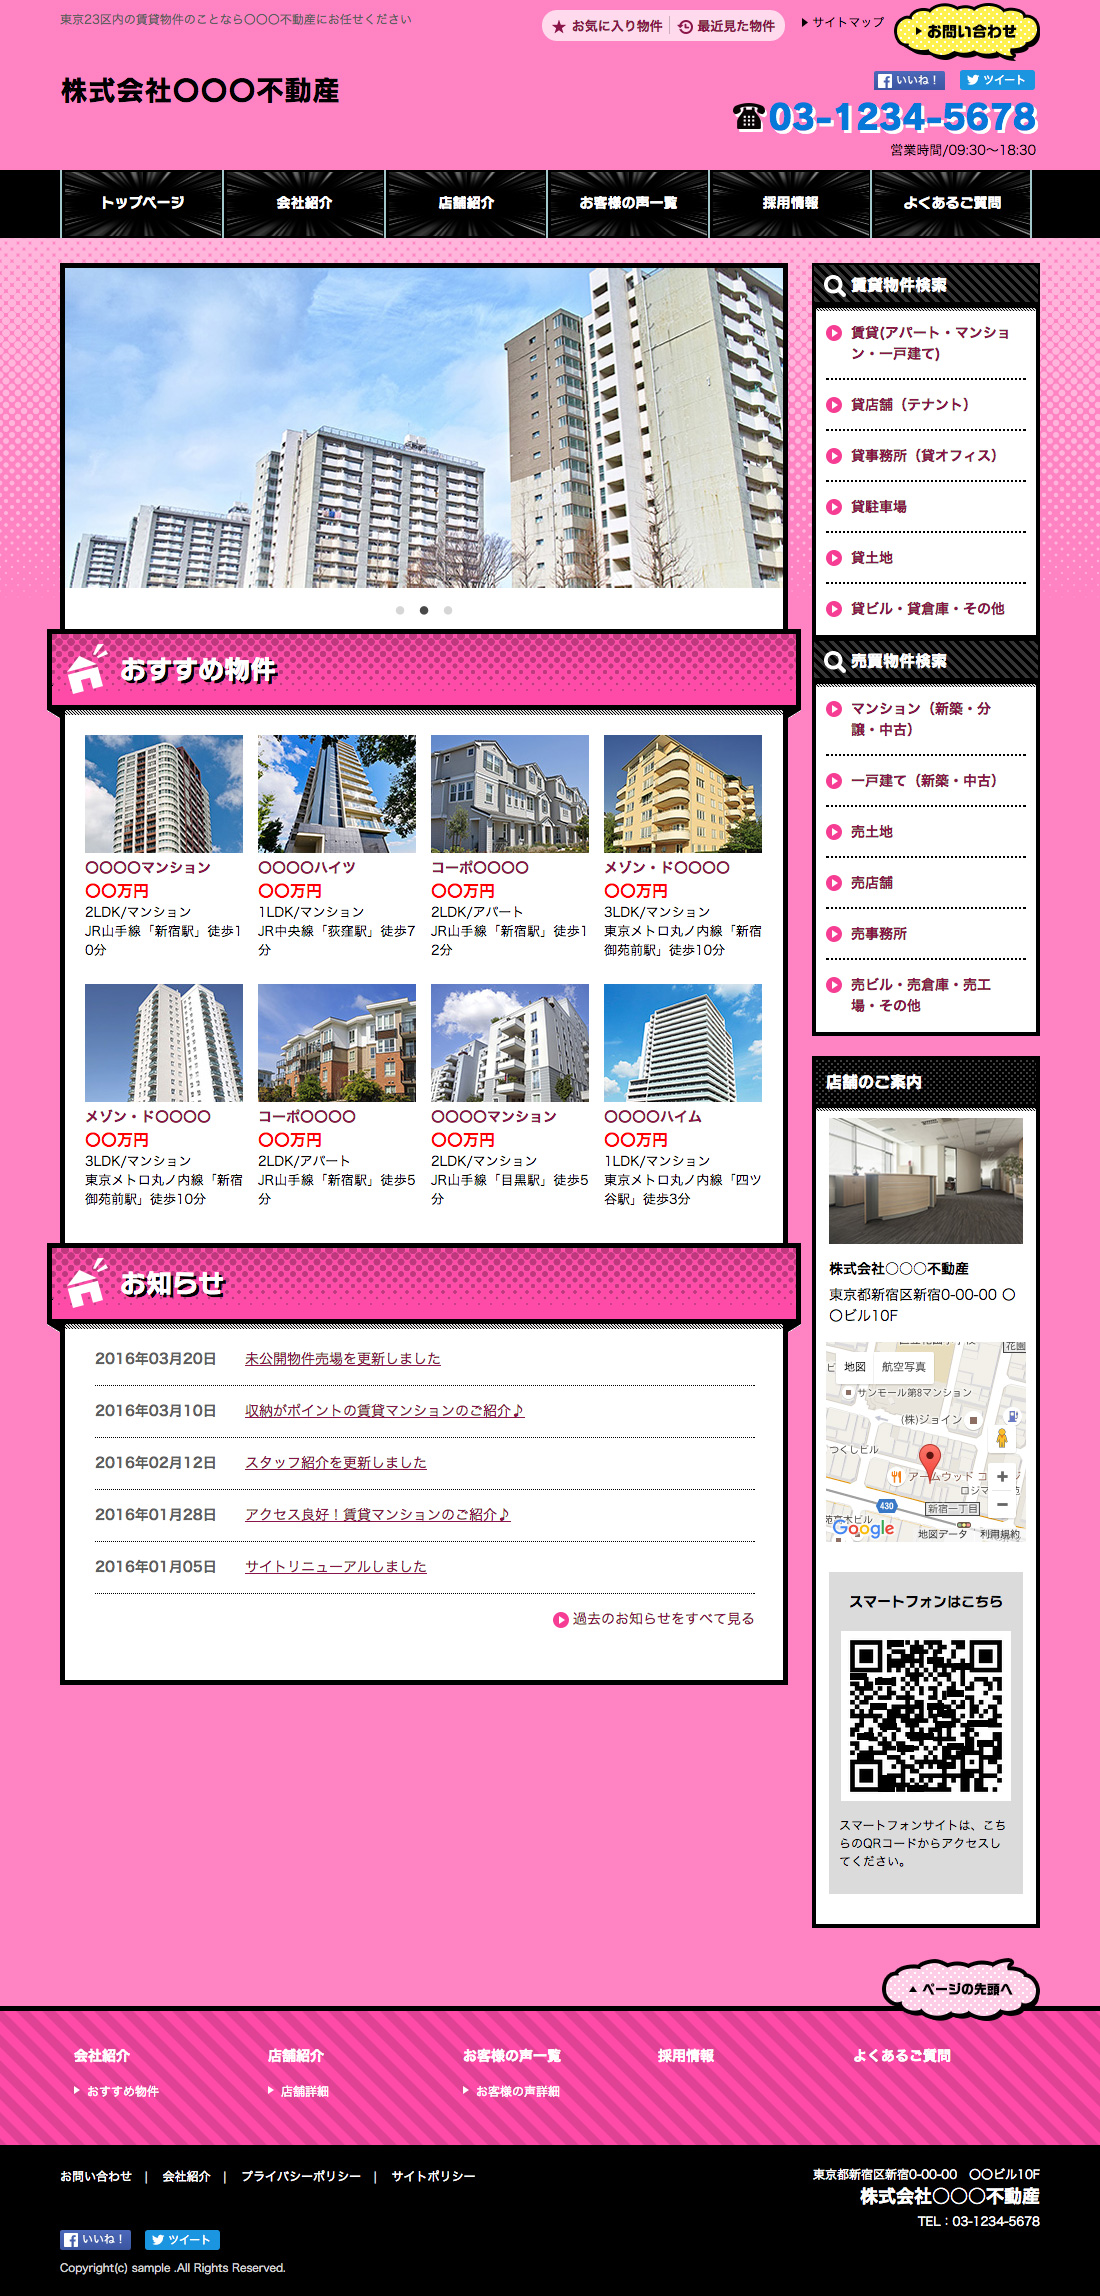 東京23区内の賃貸物件のことなら〇〇〇不動産にお任せください
お気に入り物件
最近見た物件
サイトマップ
お問い合わせ
株式会社〇〇〇不動産
いいね！
ツイート
03-1234-5678
営業時間/09:30〜18:30
トップページ
会社紹介
店舗紹介
お客様の声一覧
採用情報
よくあるご質問
おすすめ物件
〇〇〇〇マンション
〇〇万円
2LDK/マンション
JR山手線「新宿駅」徒歩1
0分
〇〇〇〇ハイツ
〇〇万円
1LDK/マンション
JR中央線「荻窪駅」徒歩7
分
コーポ〇〇〇〇
〇〇万円
2LDK/アパート
JR山手線「新宿駅」徒歩1
2分
メゾン・ド〇〇〇〇
〇〇万円
3LDK/マンション
東京メトロ丸ノ内線「新宿
御苑前駅」徒歩10分
メゾン・ド〇〇〇〇
〇〇万円
3LDK/マンション
東京メトロ丸ノ内線「新宿
御苑前駅」徒歩10分
コーポ〇〇〇〇
〇〇万円
2LDK/アパート
JR山手線「新宿駅」徒歩5
分
〇〇〇〇マンション
〇〇万円
2LDK/マンション
JR山手線「目黒駅」徒歩5
分
〇〇〇〇ハイム
〇〇万円
1LDK/マンション
東京メトロ丸ノ内線「四ツ
谷駅」徒歩3分
お知らせ
2016年03月20日 未公開物件売場を更新しました
2016年03月10日 収納がポイントの賃貸マンションのご紹介♪
2016年02月12日 スタッフ紹介を更新しました
2016年01月28日 アクセス良好！賃貸マンションのご紹介♪
2016年01月05日 サイトリニューアルしました
過去のお知らせをすべて見る
賃貸物件検索
賃貸(アパート・マンショ
ン・一戸建て)
貸店舗（テナント）
貸事務所（貸オフィス）
貸駐車場
貸土地
貸ビル・貸倉庫・その他
売買物件検索
マンション（新築・分
譲・中古）
一戸建て（新築・中古）
売土地
売店舗
売事務所
売ビル・売倉庫・売工
場・その他
店舗のご案内
株式会社〇〇〇不動産
東京都新宿区新宿0-00-00 〇
〇ビル10F
花園
ビ
地図
航空写真
サンモール第8マンション
(株)ジョイン
つくしビル
アームウッド コ
ロジマ
430
新宿一丁目
Google
地図データ
利用規約
スマートフォンはこちら
スマートフォンサイトは、こち
らのQRコードからアクセスし
てください。
ページの先頭へ
会社紹介
おすすめ物件
店舗紹介
店舗詳細
お客様の声一覧
お客様の声詳細
採用情報
よくあるご質問
お問い合わせ | 会社紹介 | プライバシーポリシー | サイトポリシー
東京都新宿区新宿0-00-00 〇〇ビル10F
株式会社〇〇〇不動産
TEL：03-1234-5678
いいね！
ツイート
Copyright(c) sample .All Rights Reserved.